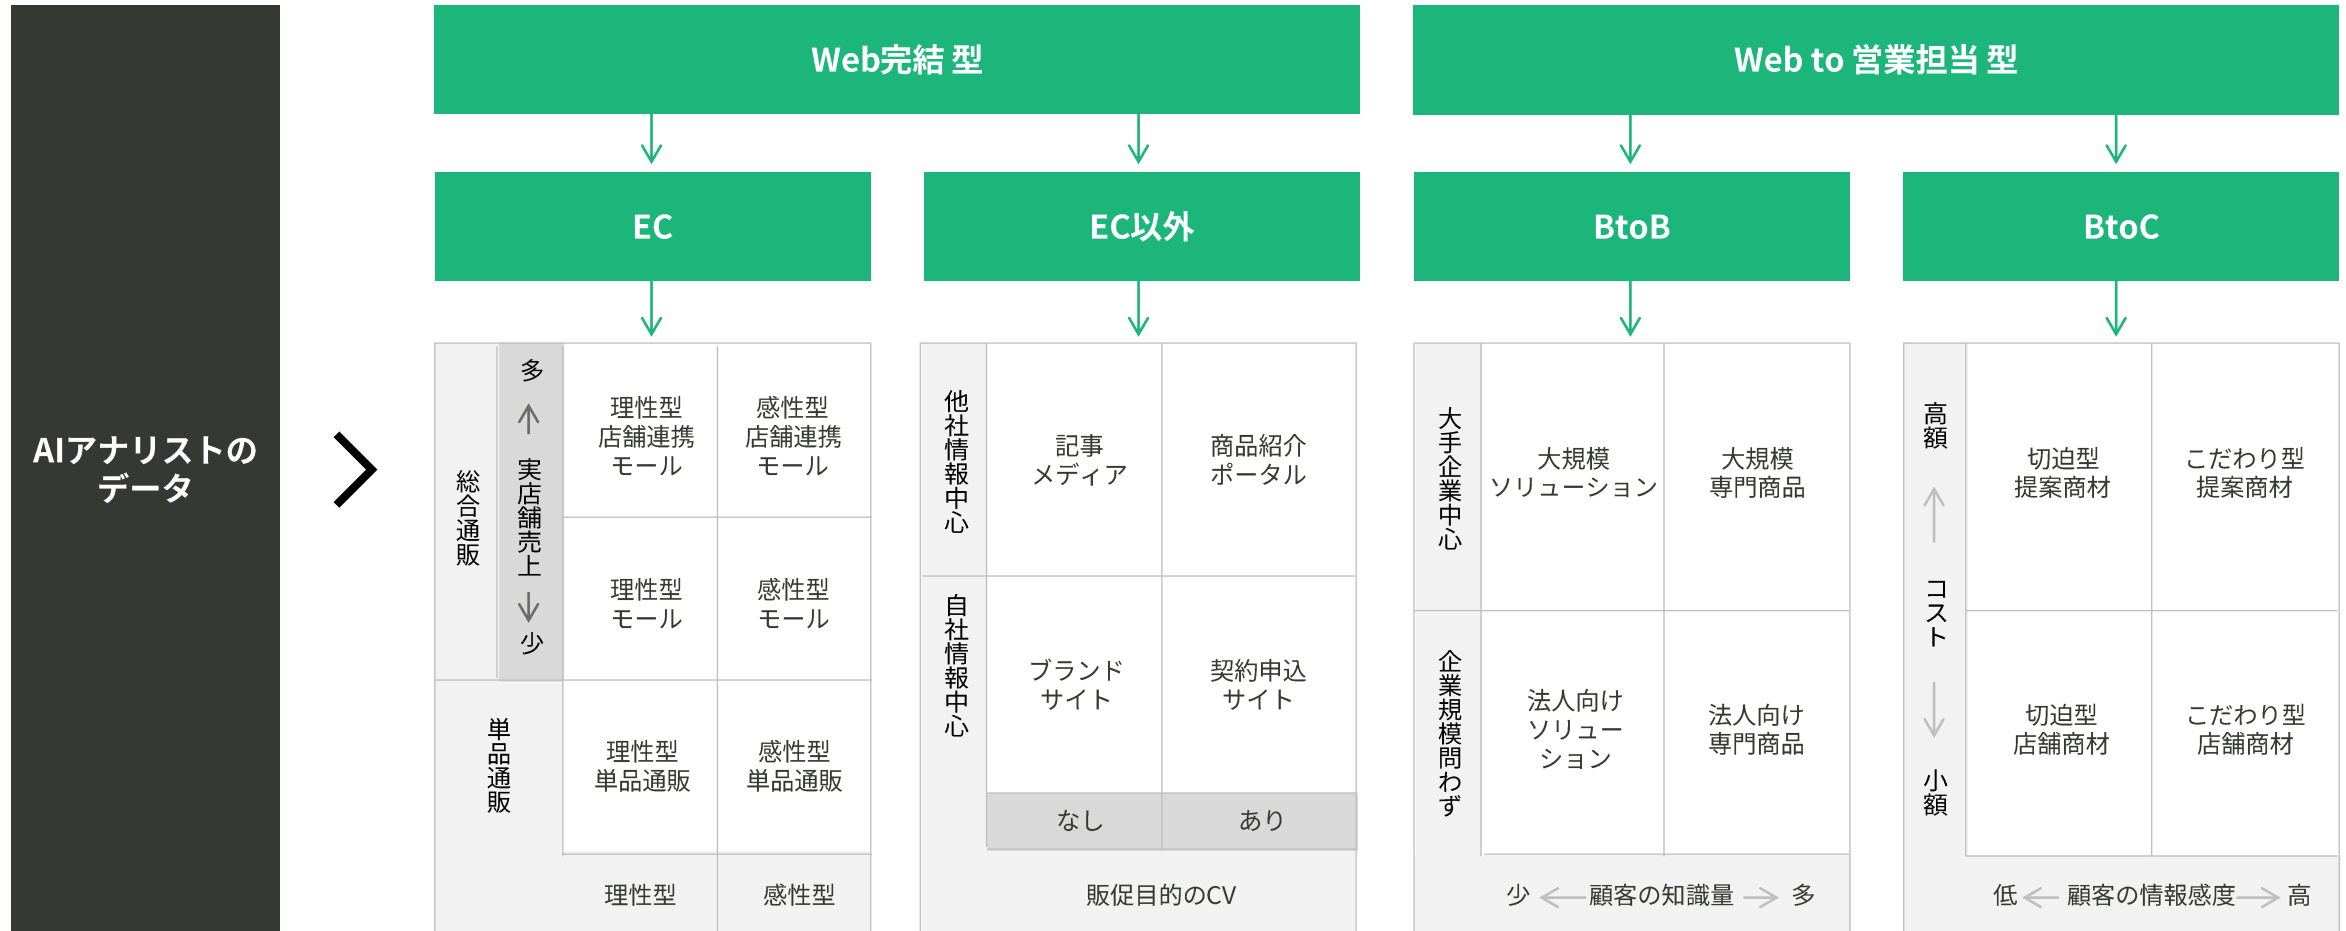 AIアナリストの
データ
Web完結 型
Web to 営業担当 型
EC
EC以外
BtoB
BtoC
総合通販
多
実店舗売上
少
単品通販
理性型
店舗連携
モール
感性型
店舗連携
モール
理性型
モール
感性型
モール
理性型
単品通販
感性型
単品通販
理性型
感性型
他社情報中心
自社情報中心
記事
メディア
商品紹介
ポータル
ブランド
サイト
契約申込
サイト
なし
あり
販促目的のCV
大手企業中心
企業規模問わず
大規模
ソリューション
大規模
専門商品
法人向け
ソリュー
ション
法人向け
専門商品
少
顧客の知識量
多
高額
コスト
小額
切迫型
提案商材
こだわり型
提案商材
切迫型
店舗商材
こだわり型
店舗商材
低
顧客の情報感度
高